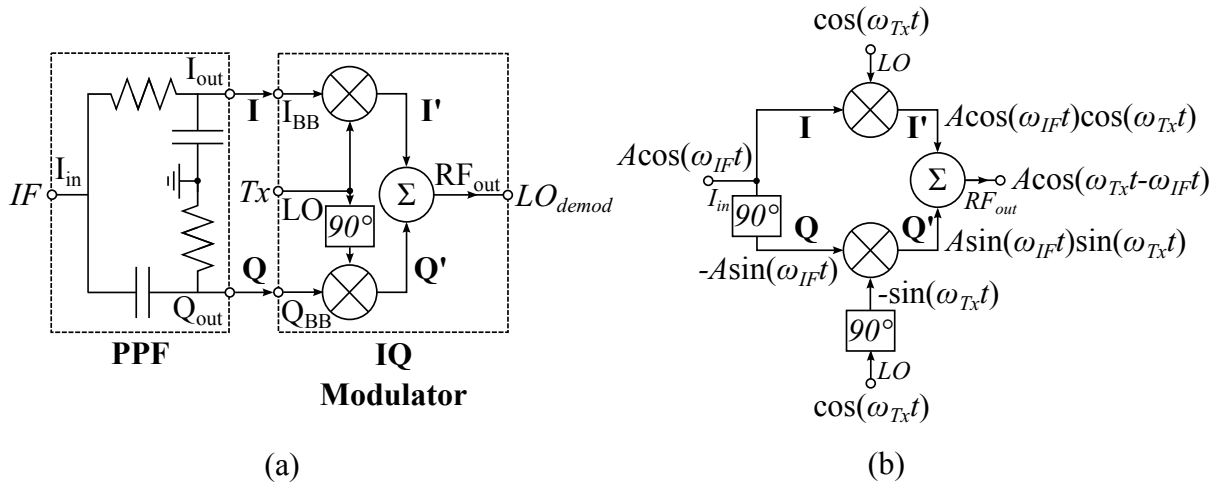 I_out
I
I_BB
I'
I_in
IF
Tx
LO
90°
Σ
RF_out
LO_demod
Q_out
Q
Q_BB
Q'
PPF
IQ
Modulator
(a)
cos(ω_Tx t)
LO
I
I'
Acos(ω_IF t)cos(ω_Tx t)
Acos(ω_IF t)
I_in
90°
Σ
RF_out
Acos(ω_Tx t-ω_IF t)
Q
Q'
-Asin(ω_IF t)
Asin(ω_IF t)sin(ω_Tx t)
-sin(ω_Tx t)
90°
LO
cos(ω_Tx t)
(b)